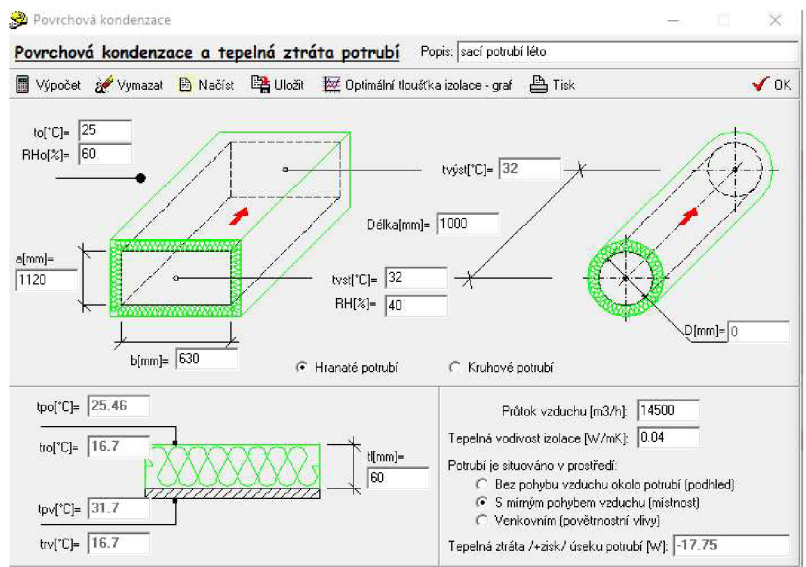 Povrchová kondenzace
Povrchová kondenzace a tepelná ztráta potrubí Popis: sací potrubí léto
Výpočet Vymazat Načíst Uložit Optimální tloušťka izolace - graf Tisk OK
to[°C]= 25
RHo[%]= 60
tvýst[°C]= 32
Délka[mm]= 1000
a[mm]=
1120
tvst[°C]= 32
RH[%]= 40
D[mm]= 0
b[mm]= 630
Hranaté potrubí Kruhové potrubí
tpo[°C]= 25.46
tro[°C]= 16.7
tl[mm]=
60
tpv[°C]= 31.7
trv[°C]= 16.7
Průtok vzduchu [m3/h]: 14500
Tepelná vodivost izolace [W/mK]: 0.04
Potrubí je situováno v prostředí:
Bez pohybu vzduchu okolo potrubí (podhled)
S mírným pohybem vzduchu (místnost)
Venkovním (povětrnostní vlivy)
Tepelná ztráta /+zisk/ úseku potrubí [W]: -17.75